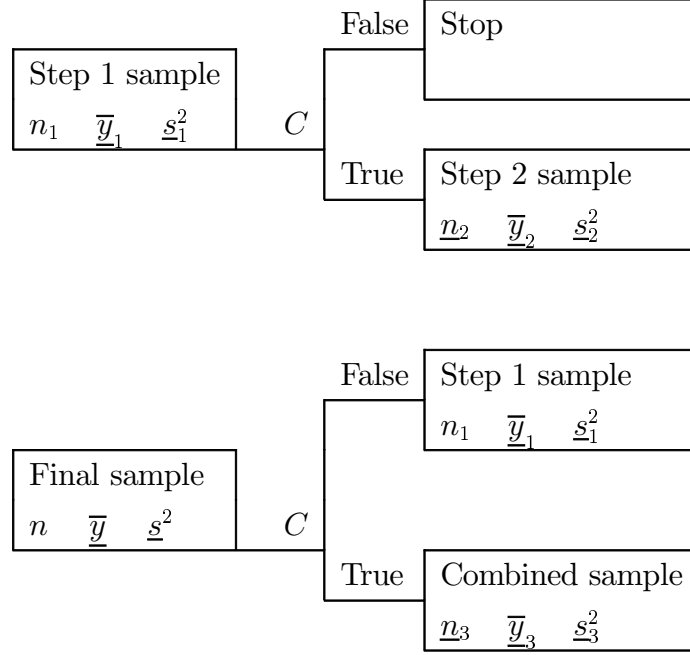 False Stop
Step 1 sample
n₁ y̲̅₁ s̲₁² C
True Step 2 sample
n̲₂ y̲̅₂ s̲₂²
False Step 1 sample
n₁ y̲̅₁ s̲₁²
Final sample
n y̲̅ s̲² C
True Combined sample
n̲₃ y̲̅₃ s̲₃²